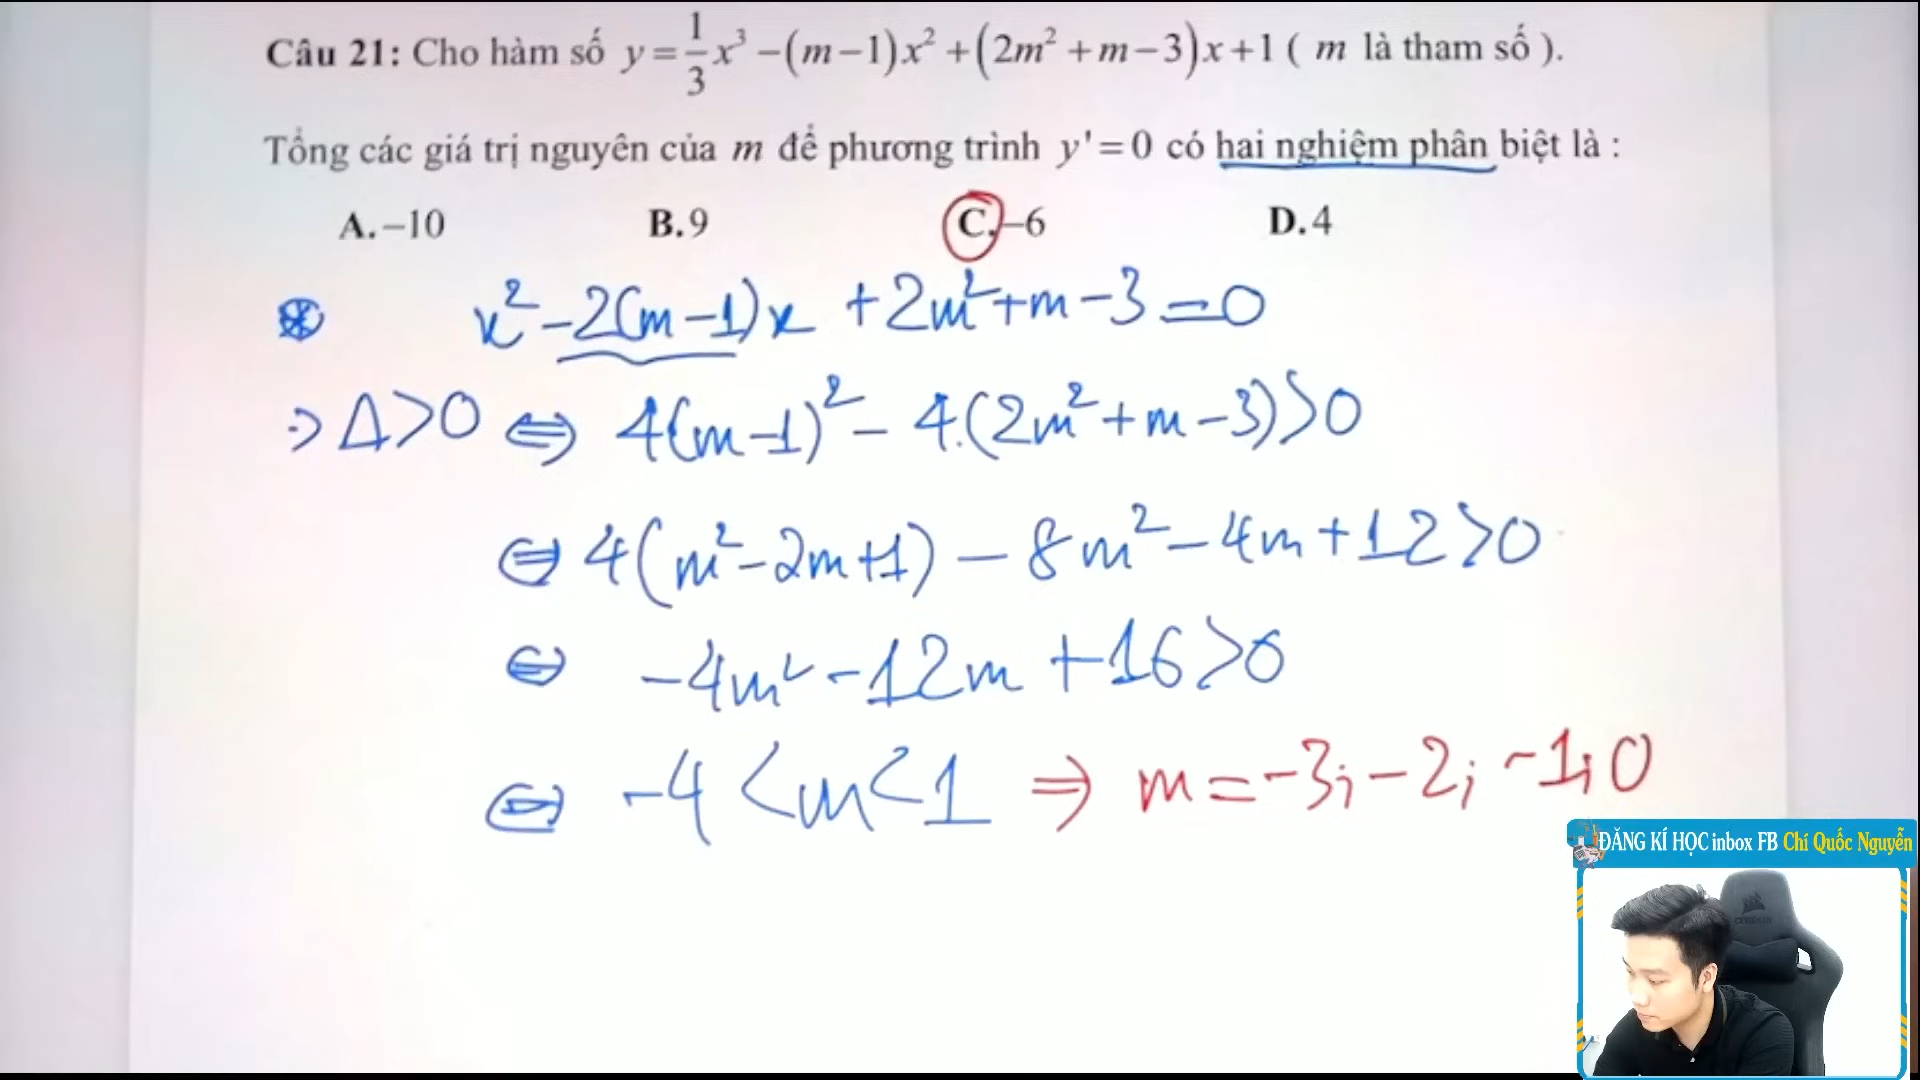 Câu 21: Cho hàm số y = 1/3 x³ − (m−1)x² + (2m² + m − 3)x + 1 ( m là tham số ).
Tổng các giá trị nguyên của m để phương trình y' = 0 có hai nghiệm phân biệt là :
A. −10 B. 9 C. −6 D. 4
x² − 2(m−1)x + 2m² + m − 3 = 0
→ Δ > 0 ⇔ 4(m−1)² − 4.(2m² + m − 3) > 0
⇔ 4(m² − 2m + 1) − 8m² − 4m + 12 > 0
⇔ −4m² − 12m + 16 > 0
⇔ −4 < m < 1 ⇒ m = −3; −2; −1; 0
ĐĂNG KÍ HỌC inbox FB Chí Quốc Nguyễn